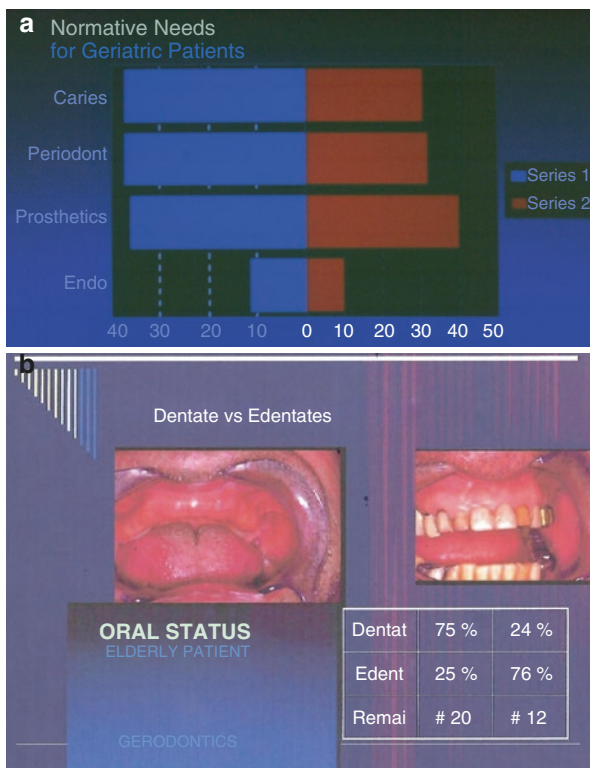 a Normative Needs
for Geriatric Patients
Caries
Periodont
Prosthetics
Endo
40 30 20 10 0 10 20 30 40 50
Series 1
Series 2
b
Dentate vs Edentates
ORAL STATUS
ELDERLY PATIENT
GERODONTICS
Dentat 75 % 24 %
Edent 25 % 76 %
Remai # 20 # 12